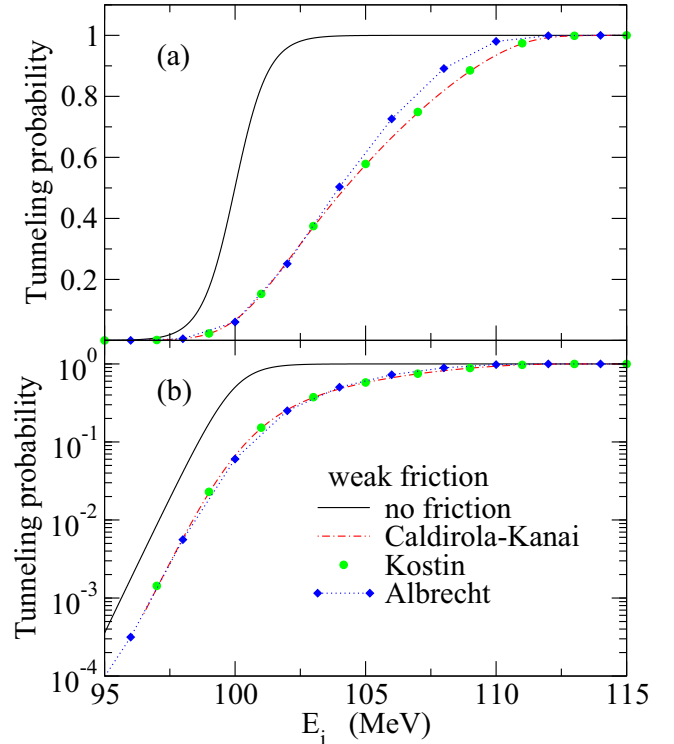 Tunneling probability
(a)
1
0.8
0.6
0.4
0.2
Tunneling probability
(b)
10^0
10^-1
10^-2
10^-3
10^-4
weak friction
no friction
Caldirola-Kanai
Kostin
Albrecht
95 100 105 110 115
E_i (MeV)